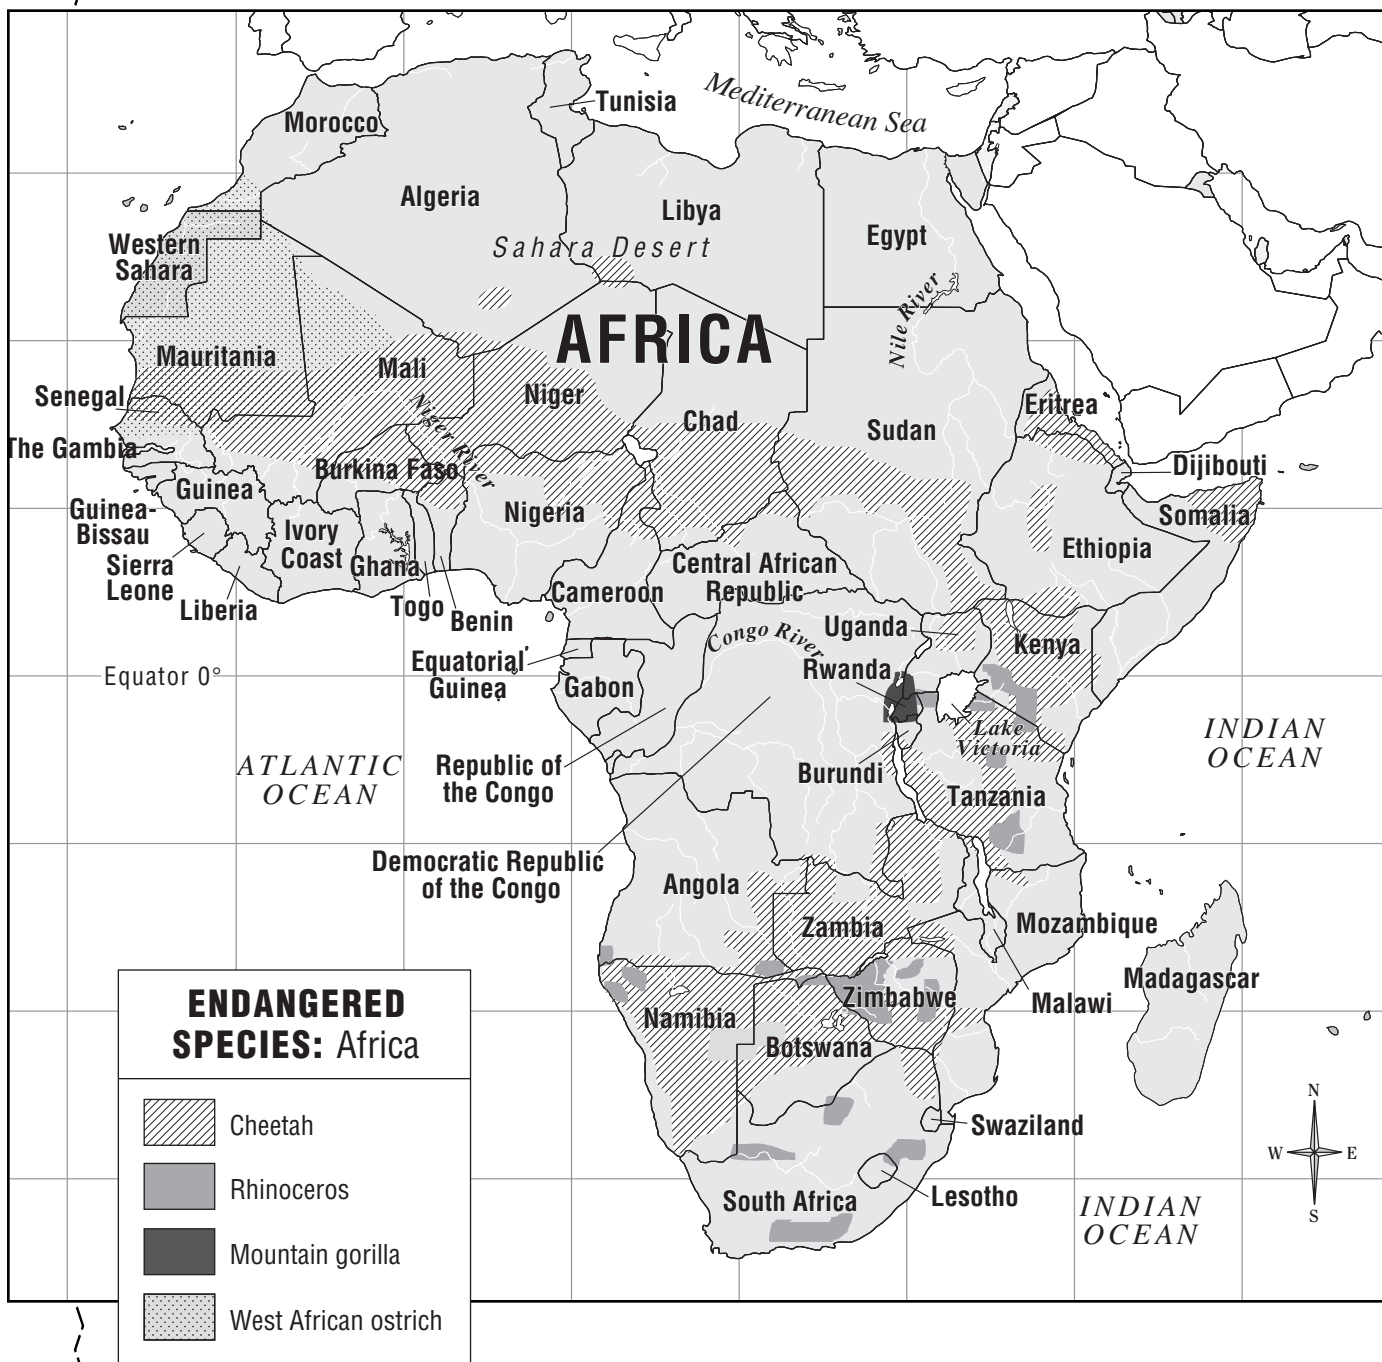 Tunisia
Mediterranean Sea
Morocco
Algeria
Libya
Egypt
Sahara Desert
Western
Sahara
Nile River
AFRICA
Mauritania
Mali
Niger
Senegal
Niger River
Chad
Sudan
Eritrea
The Gambia
Burkina Faso
Dijibouti
Guinea
Guinea-
Bissau
Nigeria
Somalia
Ivory
Coast
Ghana
Ethiopia
Sierra
Leone
Central African
Republic
Liberia
Togo
Benin
Cameroon
Congo River
Uganda
Kenya
Equatorial
Guinea
Rwanda
Equator 0°
Gabon
Lake
Victoria
INDIAN
OCEAN
ATLANTIC
OCEAN
Republic of
the Congo
Burundi
Tanzania
Democratic Republic
of the Congo
Angola
Zambia
Mozambique
Madagascar
Malawi
Zimbabwe
Namibia
Botswana
Swaziland
South Africa
Lesotho
INDIAN
OCEAN
N
W
E
S
ENDANGERED
SPECIES: Africa
Cheetah
Rhinoceros
Mountain gorilla
West African ostrich